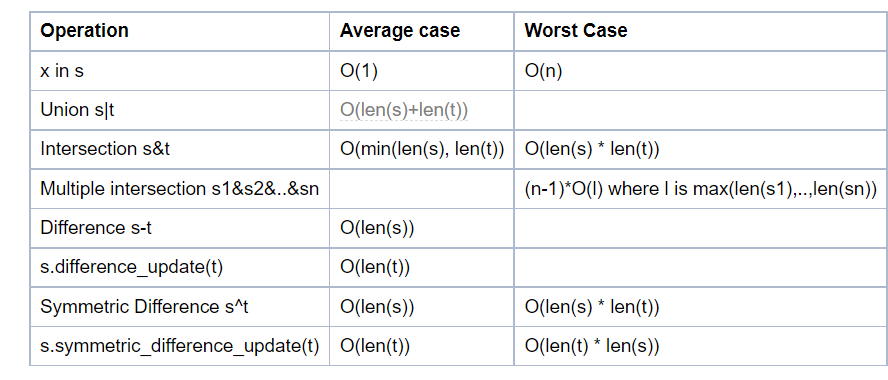 Operation Average case Worst Case
x in s O(1) O(n)
Union s|t O(len(s)+len(t))
Intersection s&t O(min(len(s), len(t)) O(len(s) * len(t))
Multiple intersection s1&s2&..&sn (n-1)*O(l) where l is max(len(s1),..,len(sn))
Difference s-t O(len(s))
s.difference_update(t) O(len(t))
Symmetric Difference s^t O(len(s)) O(len(s) * len(t))
s.symmetric_difference_update(t) O(len(t)) O(len(t) * len(s))